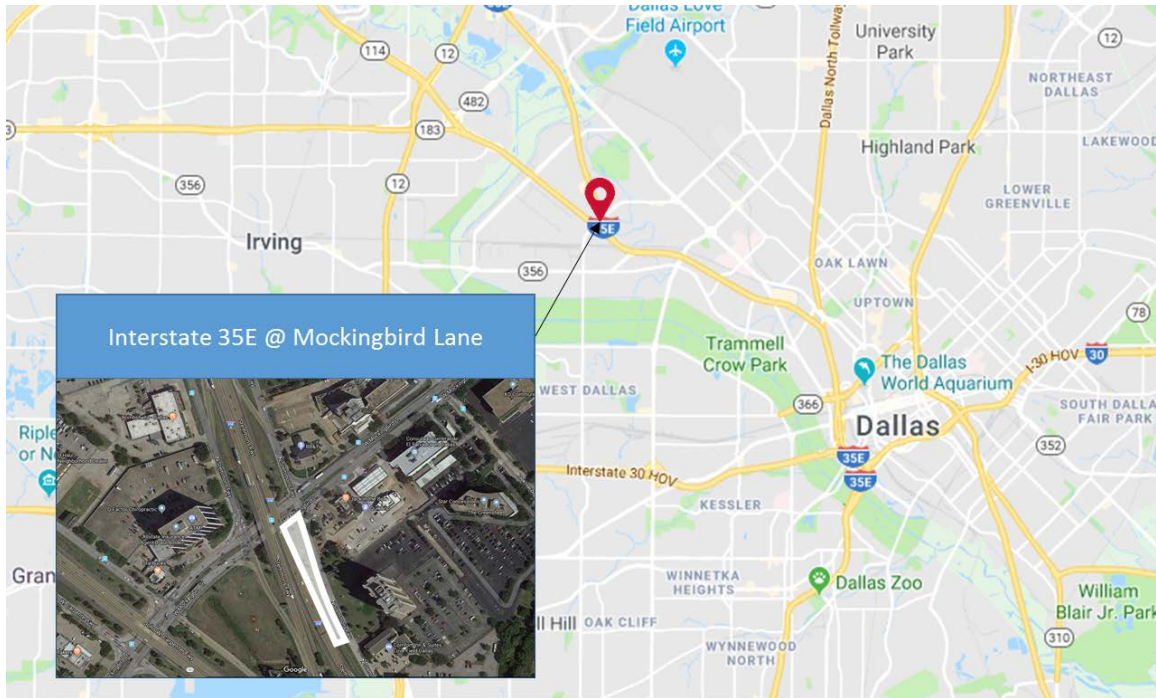 Dallas Love
Field Airport
University
Park
12
114
12
Dallas North Tollway
NORTHEAST
DALLAS
482
183
Highland Park
LAKEWOOD
356
12
LOWER
GREENVILLE
35E
Irving
356
OAK LAWN
UPTOWN
78
Interstate 35E @ Mockingbird Lane
Trammell
Crow Park
The Dallas
World Aquarium
I-30 HOV
30
WEST DALLAS
366
Dallas
SOUTH DALLA
FAIR PARK
352
Riple
or No
Interstate 30 HOV
35E
35E
KESSLER
Gran
WINNETKA
HEIGHTS
Dallas Zoo
William
Blair Jr. Park
ll Hill
OAK CLIFF
310
WYNNEWOOD
NORTH
Google